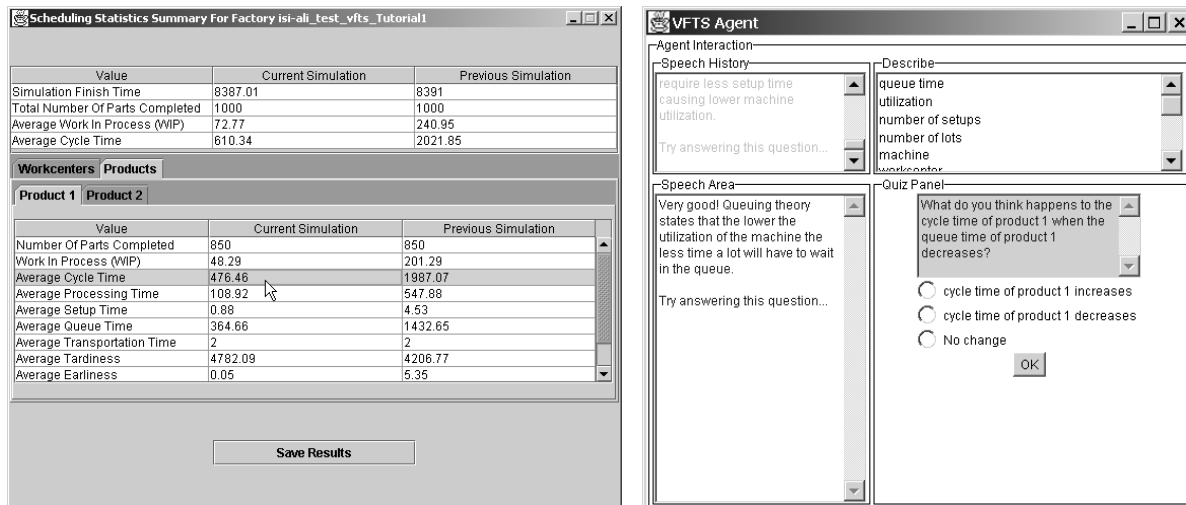 Scheduling Statistics Summary For Factory isi-ali_test_vfts_Tutorial1
Value Current Simulation Previous Simulation
Simulation Finish Time 8387.01 8391
Total Number Of Parts Completed 1000 1000
Average Work In Process (WIP) 72.77 240.95
Average Cycle Time 610.34 2021.85
Workcenters Products
Product 1 Product 2
Value Current Simulation Previous Simulation
Number Of Parts Completed 850 850
Work In Process (WIP) 48.29 201.29
Average Cycle Time 476.46 1987.07
Average Processing Time 108.92 547.88
Average Setup Time 0.88 4.53
Average Queue Time 364.66 1432.65
Average Transportation Time 2 2
Average Tardiness 4782.09 4206.77
Average Earliness 0.05 5.35
Save Results
VFTS Agent
Agent Interaction
Speech History
require less setup time
causing lower machine
utilization.
Try answering this question...
Describe
queue time
utilization
number of setups
number of lots
machine
Speech Area
Very good! Queuing theory
states that the lower the
utilization of the machine the
less time a lot will have to wait
in the queue.
Try answering this question...
Quiz Panel
What do you think happens to the
cycle time of product 1 when the
queue time of product 1
decreases?
cycle time of product 1 increases
cycle time of product 1 decreases
No change
OK